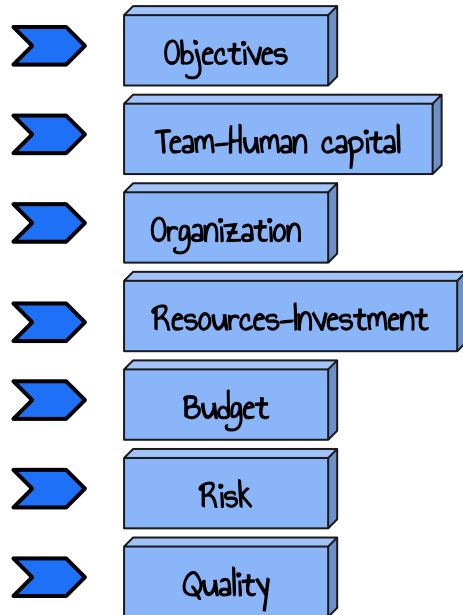 Objectives
Team-Human capital
Organization
Resources-Investment
Budget
Risk
Quality